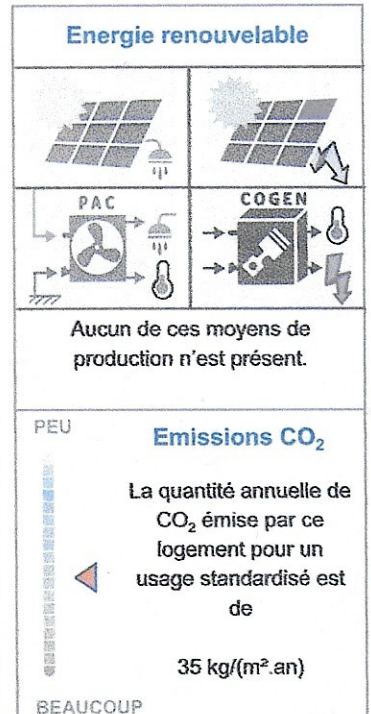 Energie renouvelable
PAC
COGEN
Aucun de ces moyens de
production n'est présent.
PEU
Emissions CO₂
La quantité annuelle de
CO₂ émise par ce
logement pour un
usage standardisé est
de
35 kg/(m².an)
BEAUCOUP